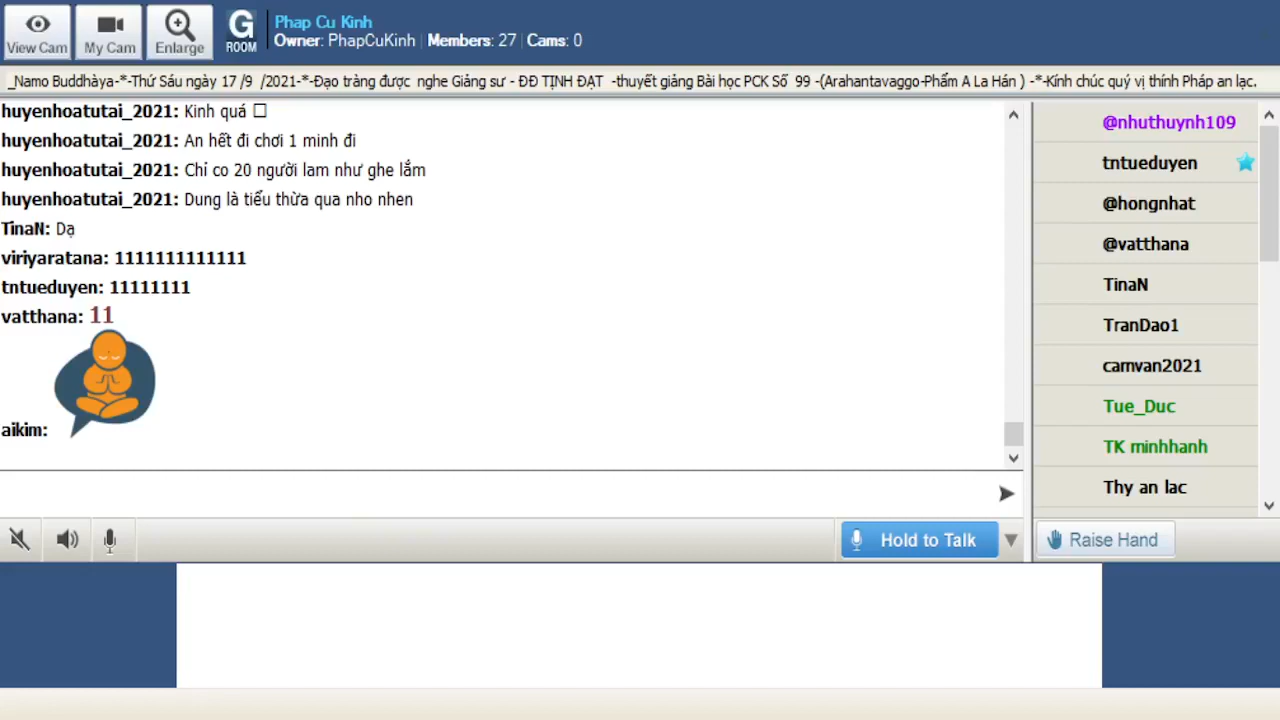 View Cam
My Cam
Enlarge
G
ROOM
Phap Cu Kinh
Owner: PhapCuKinh | Members: 27 | Cams: 0
_Namo Buddhàya-*-Thứ Sáu ngày 17 /9 /2021-*-Đạo tràng được nghe Giảng sư - ĐĐ TỊNH ĐẠT -thuyết giảng Bài học PCK Số 99 -(Arahantavaggo-Phẩm A La Hán ) -*-Kính chúc quý vị thính Pháp an lạc.
huyenhoatutai_2021: Kinh quá □
huyenhoatutai_2021: An hết đi chơi 1 minh đi
huyenhoatutai_2021: Chỉ co 20 người lam như ghe lắm
huyenhoatutai_2021: Dung là tiểu thừa qua nho nhen
TinaN: Dạ
viriyaratana: 1111111111111
tntueduyen: 11111111
vatthana: 11
aikim:
@nhuthuynh109
tntueduyen
@hongnhat
@vatthana
TinaN
TranDao1
camvan2021
Tue_Duc
TK minhhanh
Thy an lac
Hold to Talk
Raise Hand